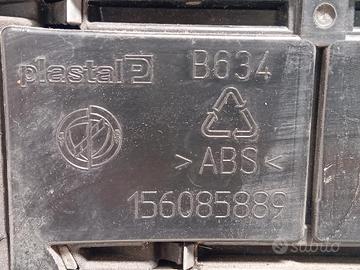 plastal P B634
>ABS<
156085889
subito